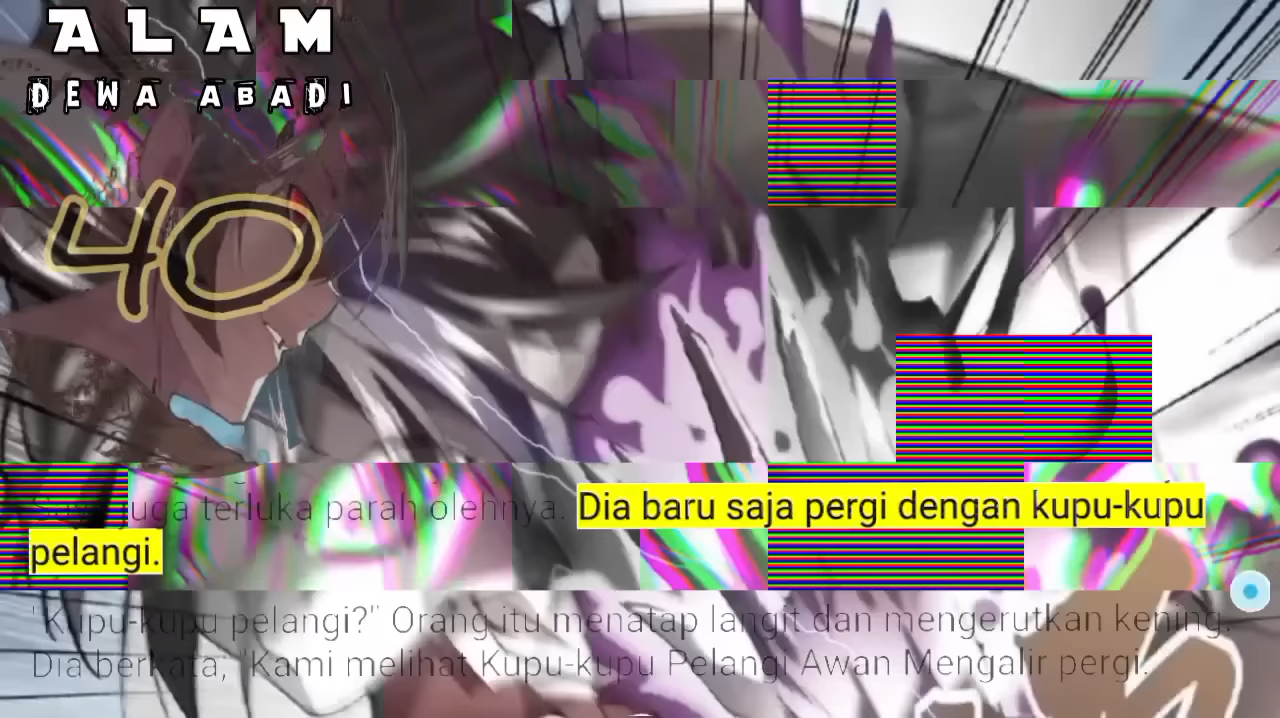 ALAM
DEWA ABADI
40
juga terluka parah olehnya. Dia baru saja pergi dengan kupu-kupu
pelangi.
"Kupu-kupu pelangi?" Orang itu menatap langit dan mengerutkan kening.
Dia berkata, "Kami melihat Kupu-kupu Pelangi Awan Mengalir pergi.